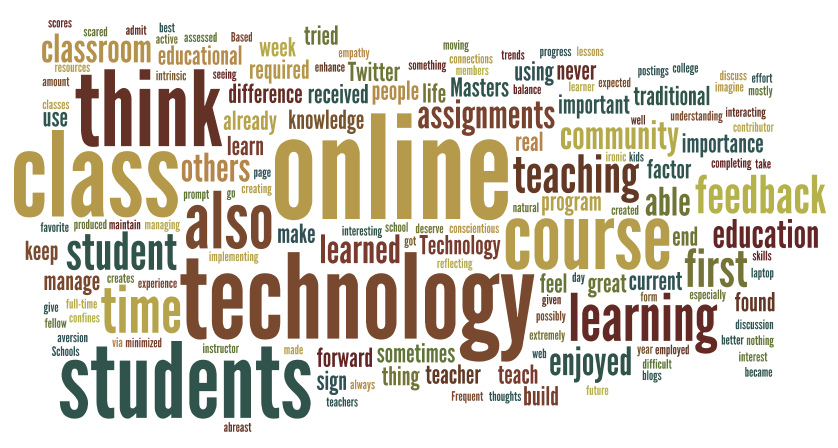 scores
scared
admit
best
active
assessed
Based
tried
classroom
educational
week
empathy
moving
connections
members
trends
progress
lessons
resources
intrinsic
seeing
required
enhance
Twitter
something
using
never
postings
college
amount
think
difference
received
people
life
Masters
balance
learner
expected
discuss
imagine
effort
mostly
classes
use
already
knowledge
assignments
important
traditional
understanding
interacting
contributor
class
learn
online
real
community
well
importance
others
page
ironic
kids
completing
take
teaching
factor
prompt
go
creating
natural
program
created
able
feedback
favorite
produced
maintain
managing
also
make
interesting
school
deserve
conscientious
course
end
education
keep
student
implementing
learned
got
Technology
reflecting
skills
manage
creates
experience
technology
feel
day
great
current
first
laptop
give
full-time
time
given
form
especially
found
fellow
confines
possibly
learning
discussion
aversion
via
minimized
extremely
better
nothing
Schools
instructor
made
forward
sometimes
web
enjoyed
year
employed
interest
students
sign
always
thing
teacher
teach
difficult
blogs
became
teachers
Frequent
thoughts
build
future
abreast